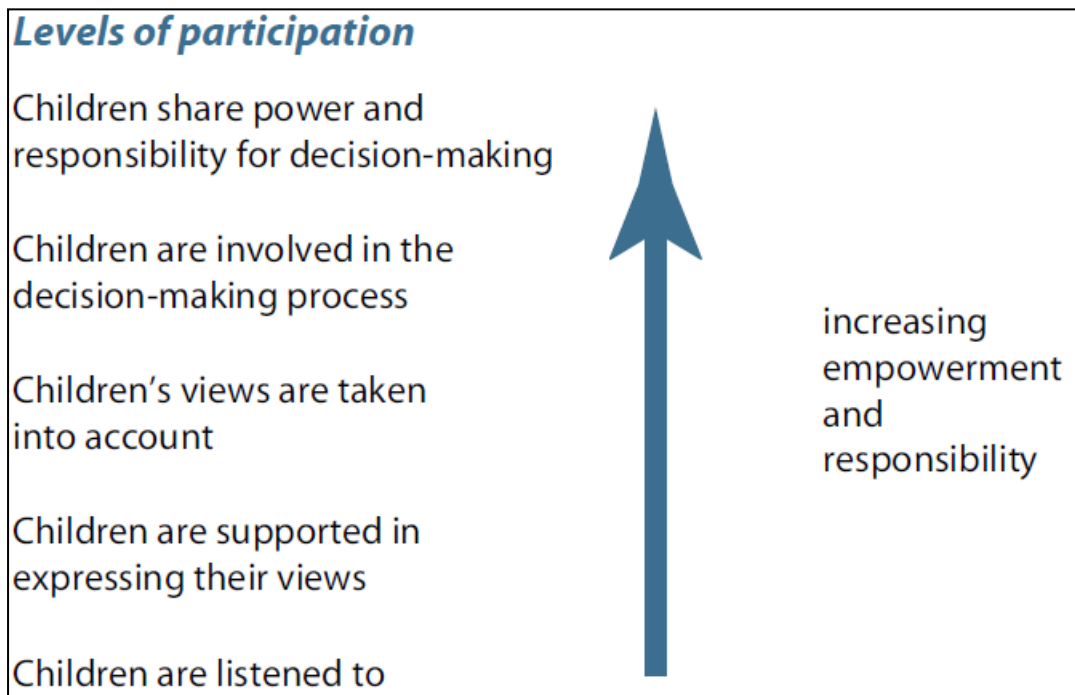 Levels of participation
Children share power and
responsibility for decision-making
Children are involved in the
decision-making process
Children’s views are taken
into account
Children are supported in
expressing their views
Children are listened to
increasing
empowerment
and
responsibility